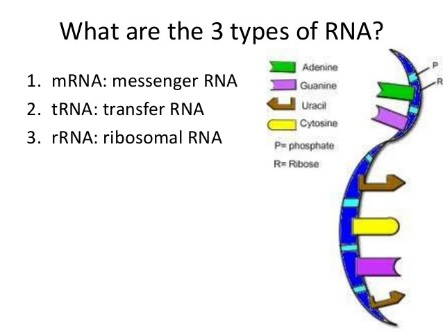 What are the 3 types of RNA?
1. mRNA: messenger RNA
2. tRNA: transfer RNA
3. rRNA: ribosomal RNA
Adenine
Guanine
Uracil
Cytosine
P= phosphate
R= Ribose
P
R